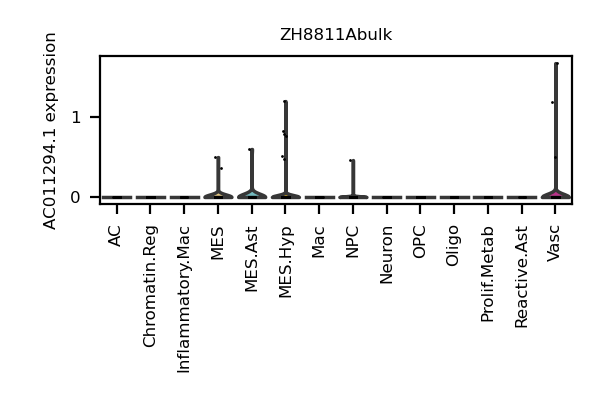 ZH8811Abulk
AC011294.1 expression
1
0
AC
Chromatin.Reg
Inflammatory.Mac
MES
MES.Ast
MES.Hyp
Mac
NPC
Neuron
OPC
Oligo
Prolif.Metab
Reactive.Ast
Vasc